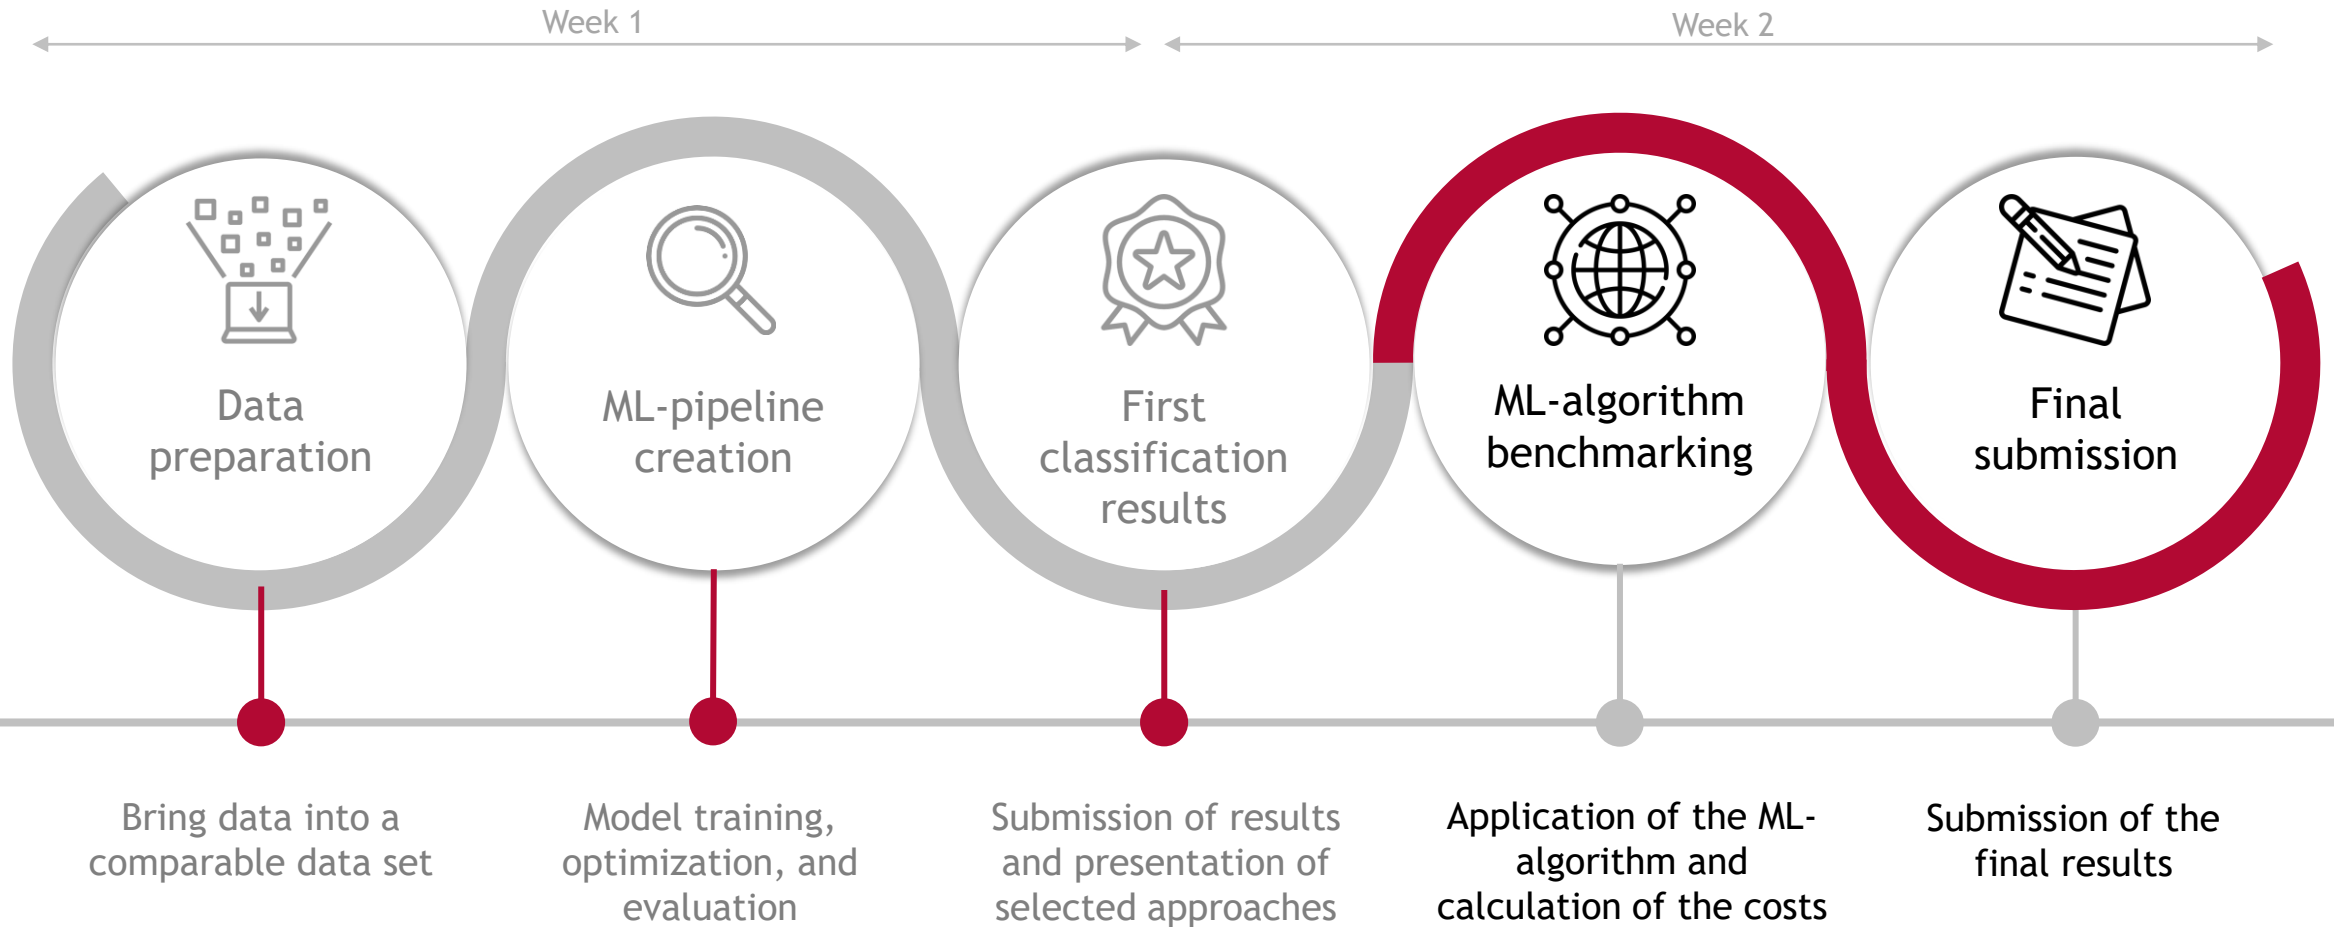 Week 1
Week 2
Data
preparation
ML-pipeline
creation
First
classification
results
ML-algorithm
benchmarking
Final
submission
Bring data into a
comparable data set
Model training,
optimization, and
evaluation
Submission of results
and presentation of
selected approaches
Application of the ML-
algorithm and
calculation of the costs
Submission of the
final results